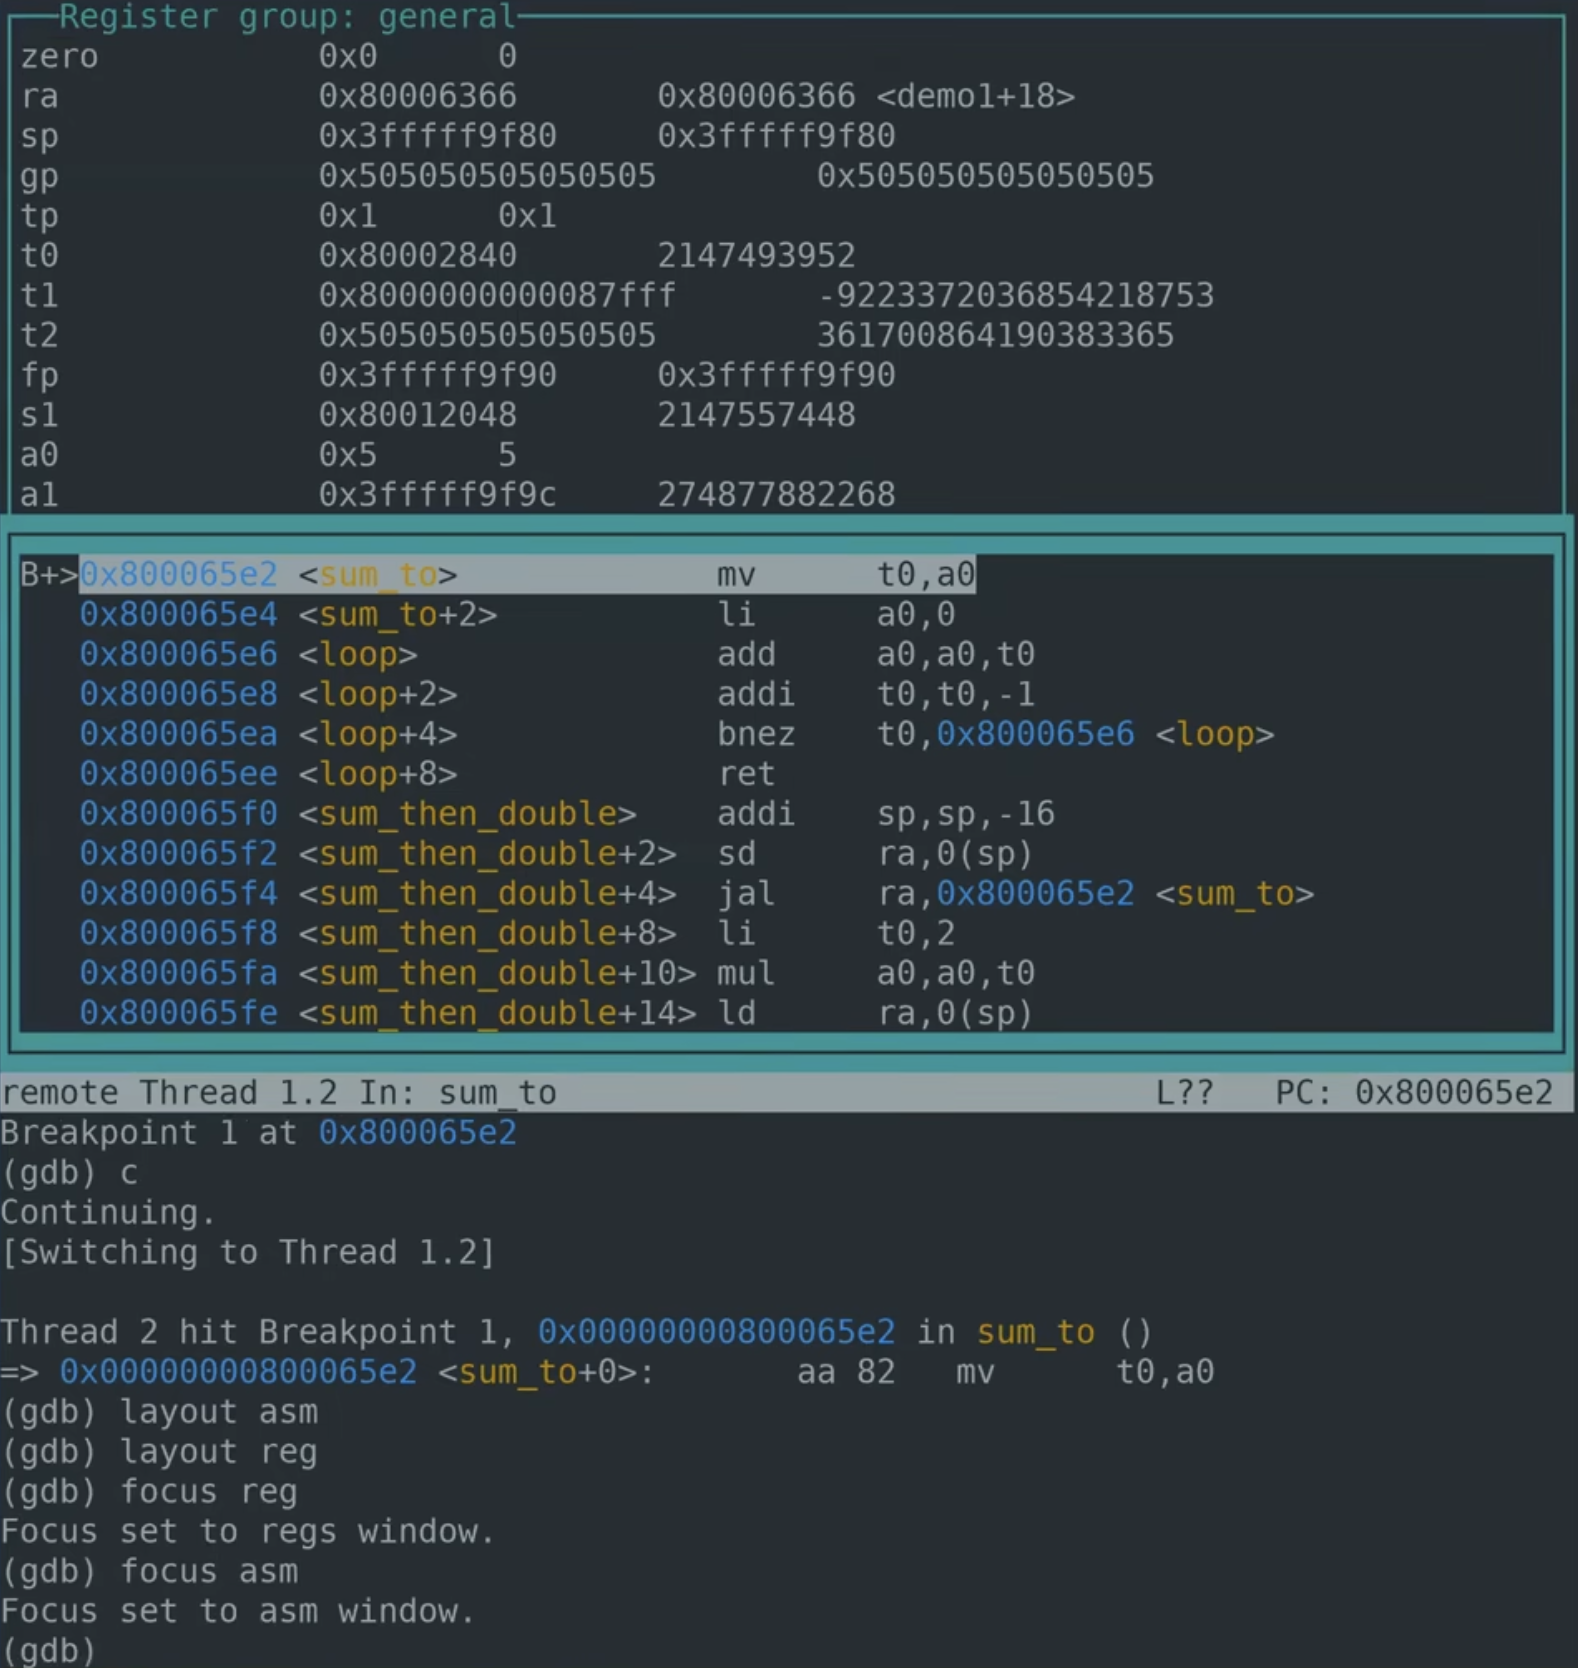 Register group: general
zero 0x0 0
ra 0x80006366 0x80006366 <demo1+18>
sp 0x3fffff9f80 0x3fffff9f80
gp 0x505050505050505 0x505050505050505
tp 0x1 0x1
t0 0x80002840 2147493952
t1 0x8000000000087fff -9223372036854218753
t2 0x505050505050505 361700864190383365
fp 0x3fffff9f90 0x3fffff9f90
s1 0x80012048 2147557448
a0 0x5 5
a1 0x3fffff9f9c 274877882268
B+>0x800065e2 <sum_to> mv t0,a0
0x800065e4 <sum_to+2> li a0,0
0x800065e6 <loop> add a0,a0,t0
0x800065e8 <loop+2> addi t0,t0,-1
0x800065ea <loop+4> bnez t0,0x800065e6 <loop>
0x800065ee <loop+8> ret
0x800065f0 <sum_then_double> addi sp,sp,-16
0x800065f2 <sum_then_double+2> sd ra,0(sp)
0x800065f4 <sum_then_double+4> jal ra,0x800065e2 <sum_to>
0x800065f8 <sum_then_double+8> li t0,2
0x800065fa <sum_then_double+10> mul a0,a0,t0
0x800065fe <sum_then_double+14> ld ra,0(sp)
remote Thread 1.2 In: sum_to L?? PC: 0x800065e2
Breakpoint 1 at 0x800065e2
(gdb) c
Continuing.
[Switching to Thread 1.2]
Thread 2 hit Breakpoint 1, 0x00000000800065e2 in sum_to ()
=> 0x00000000800065e2 <sum_to+0>: aa 82 mv t0,a0
(gdb) layout asm
(gdb) layout reg
(gdb) focus reg
Focus set to regs window.
(gdb) focus asm
Focus set to asm window.
(gdb)